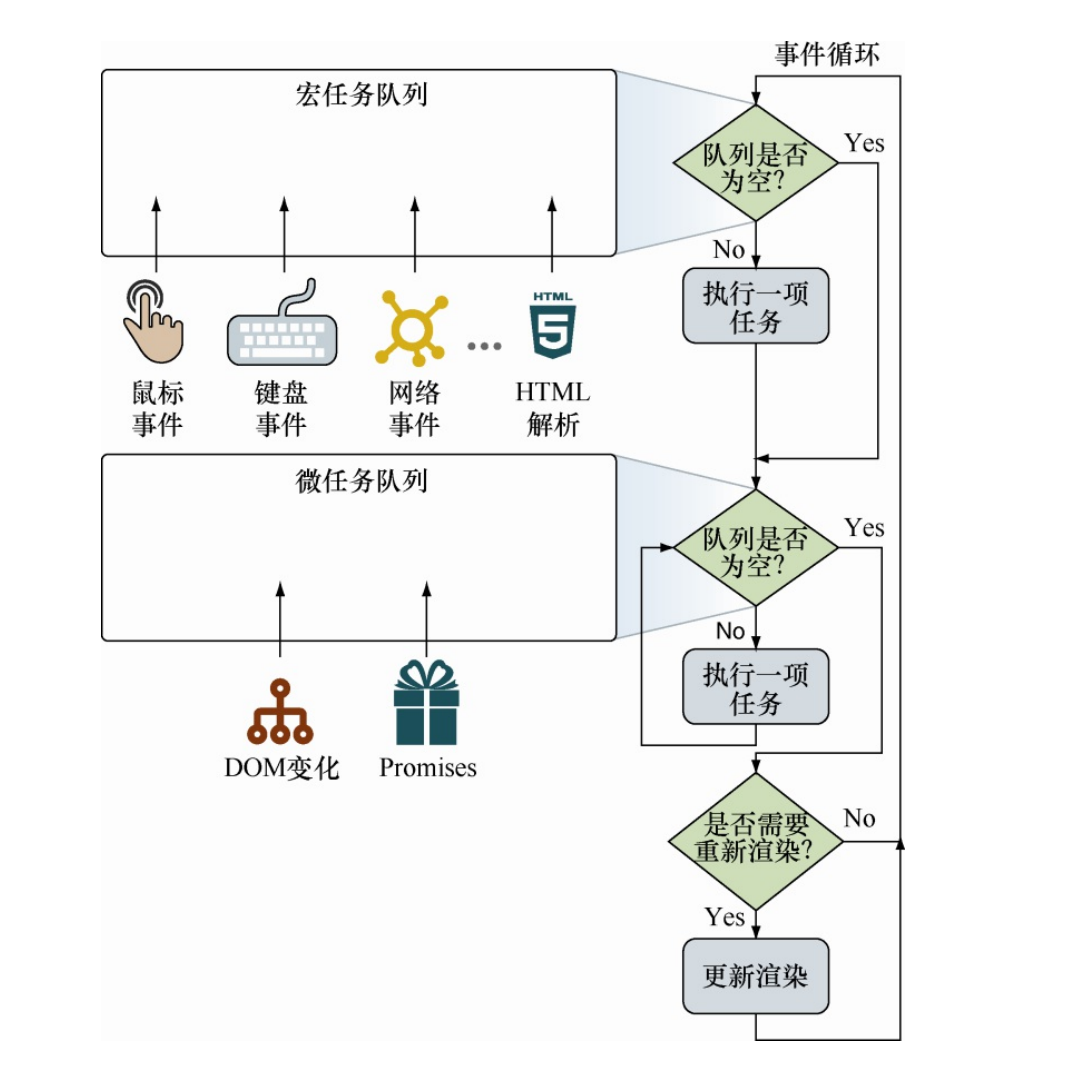 事件循环
宏任务队列
队列是否
为空?
Yes
No
执行一项
任务
HTML
5
鼠标
事件
键盘
事件
网络
事件
HTML
解析
微任务队列
队列是否
为空?
Yes
No
执行一项
任务
DOM变化
Promises
是否需要
重新渲染?
No
Yes
更新渲染